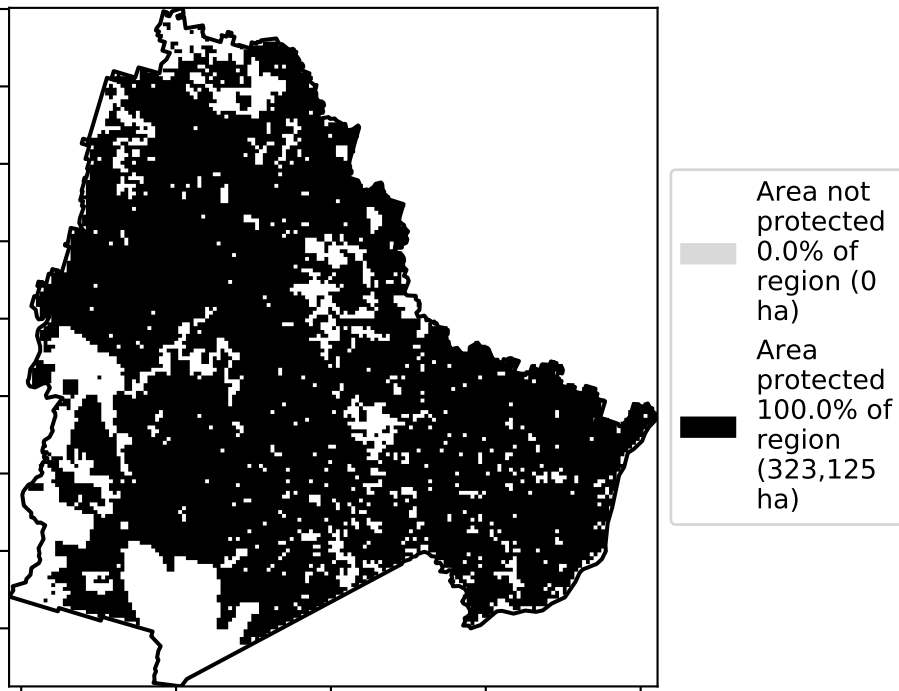 Area not
protected
0.0% of
region (0
ha)
Area
protected
100.0% of
region
(323,125
ha)